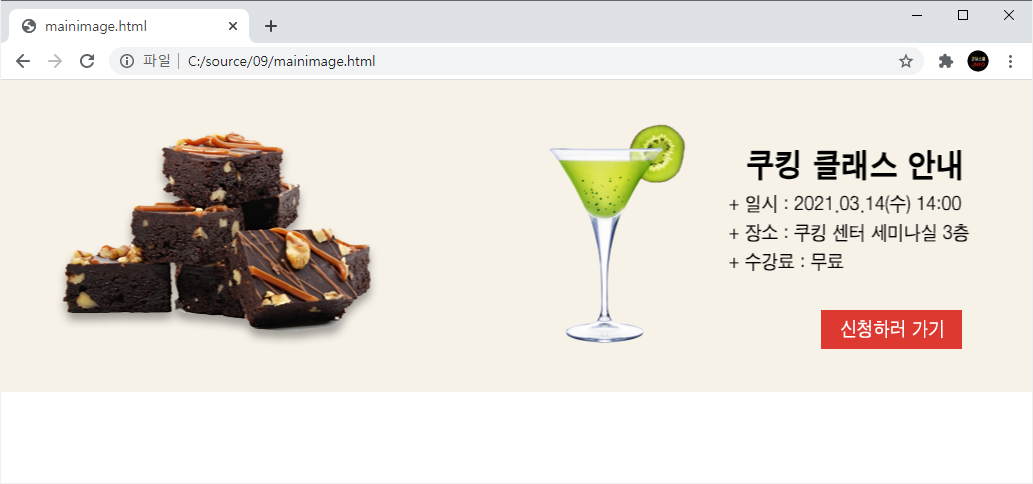 mainimage.html
파일 C:/source/09/mainimage.html
쿠킹 클래스 안내
+ 일시 : 2021.03.14(수) 14:00
+ 장소 : 쿠킹 센터 세미나실 3층
+ 수강료 : 무료
신청하러 가기